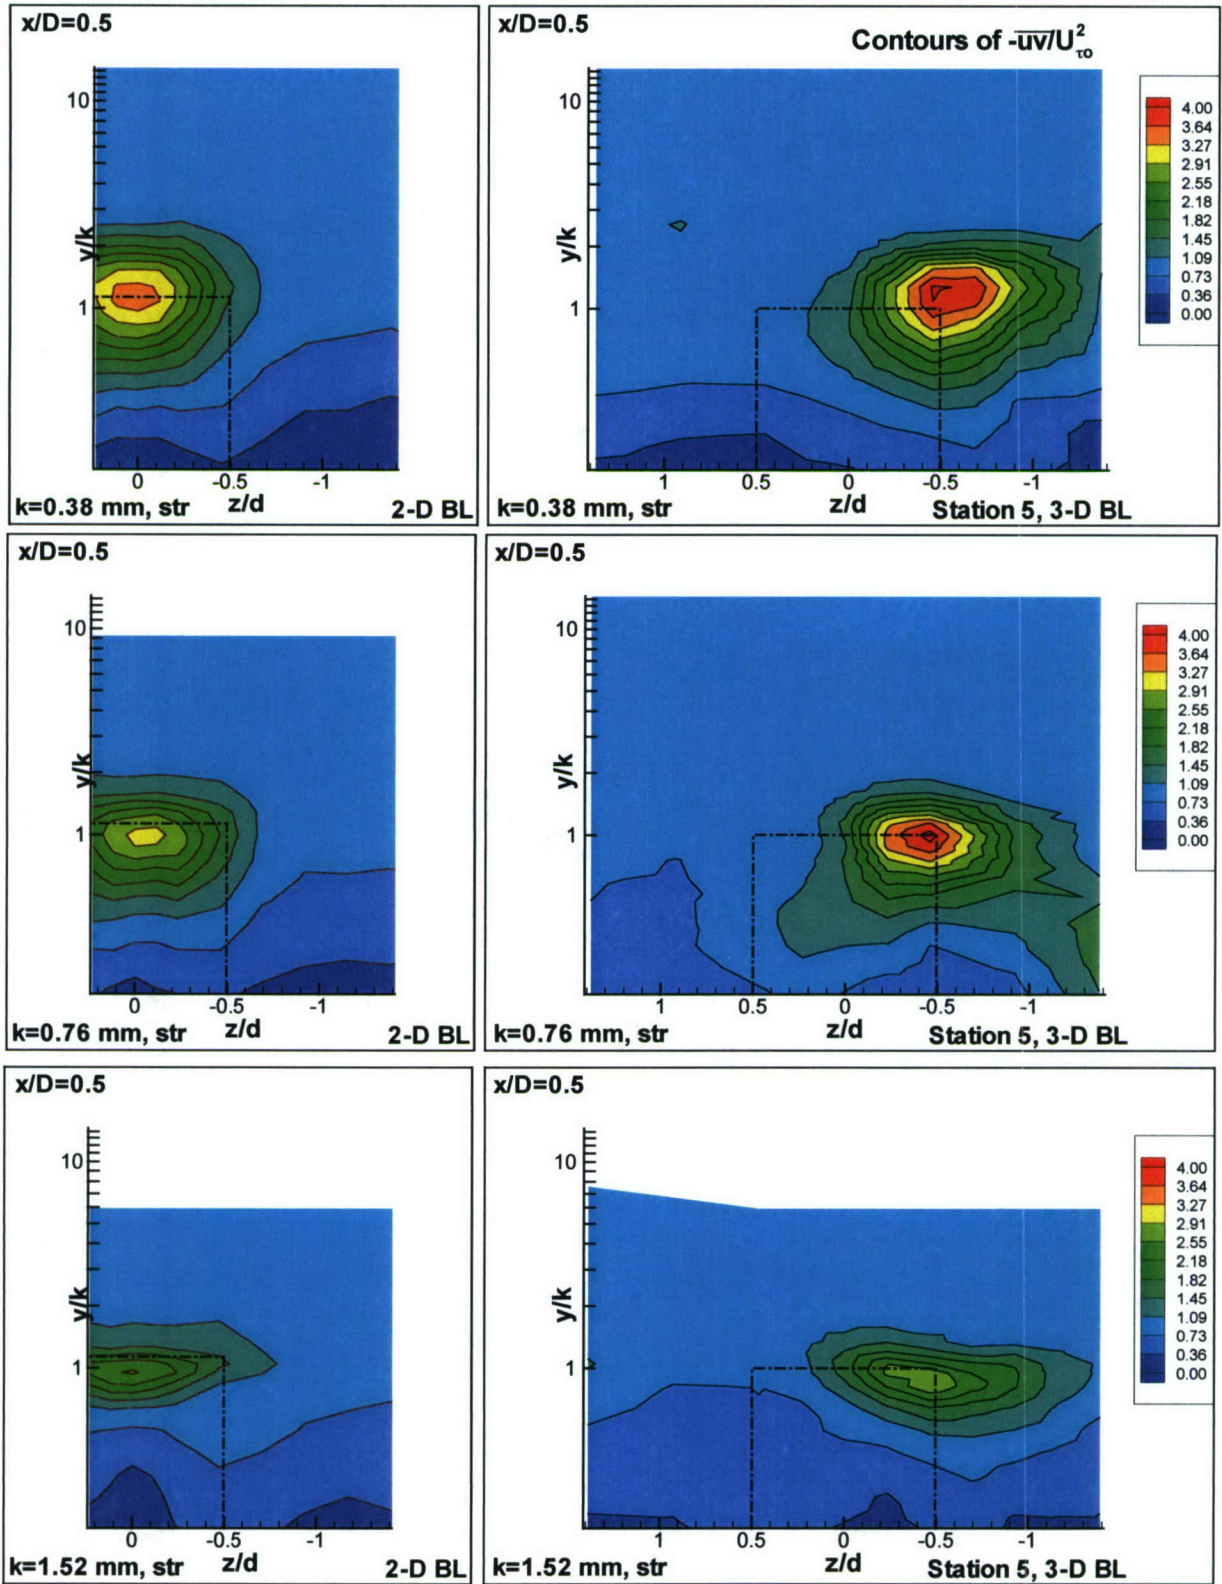 x/D=0.5
10
y/k
1
0
-0.5
-1
k=0.38 mm, str
z/d
2-D BL
x/D=0.5
Contours of -uv/U²τo
10
y/k
1
1
0.5
0
-0.5
-1
k=0.38 mm, str
z/d
Station 5, 3-D BL
4.00
3.64
3.27
2.91
2.55
2.18
1.82
1.45
1.09
0.73
0.36
0.00
x/D=0.5
10
y/k
1
0
-0.5
-1
k=0.76 mm, str
z/d
2-D BL
x/D=0.5
10
y/k
1
1
0.5
0
-0.5
-1
k=0.76 mm, str
z/d
Station 5, 3-D BL
4.00
3.64
3.27
2.91
2.55
2.18
1.82
1.45
1.09
0.73
0.36
0.00
x/D=0.5
10
y/k
1
0
-0.5
-1
k=1.52 mm, str
z/d
2-D BL
x/D=0.5
10
y/k
1
1
0.5
0
-0.5
-1
k=1.52 mm, str
z/d
Station 5, 3-D BL
4.00
3.64
3.27
2.91
2.55
2.18
1.82
1.45
1.09
0.73
0.36
0.00